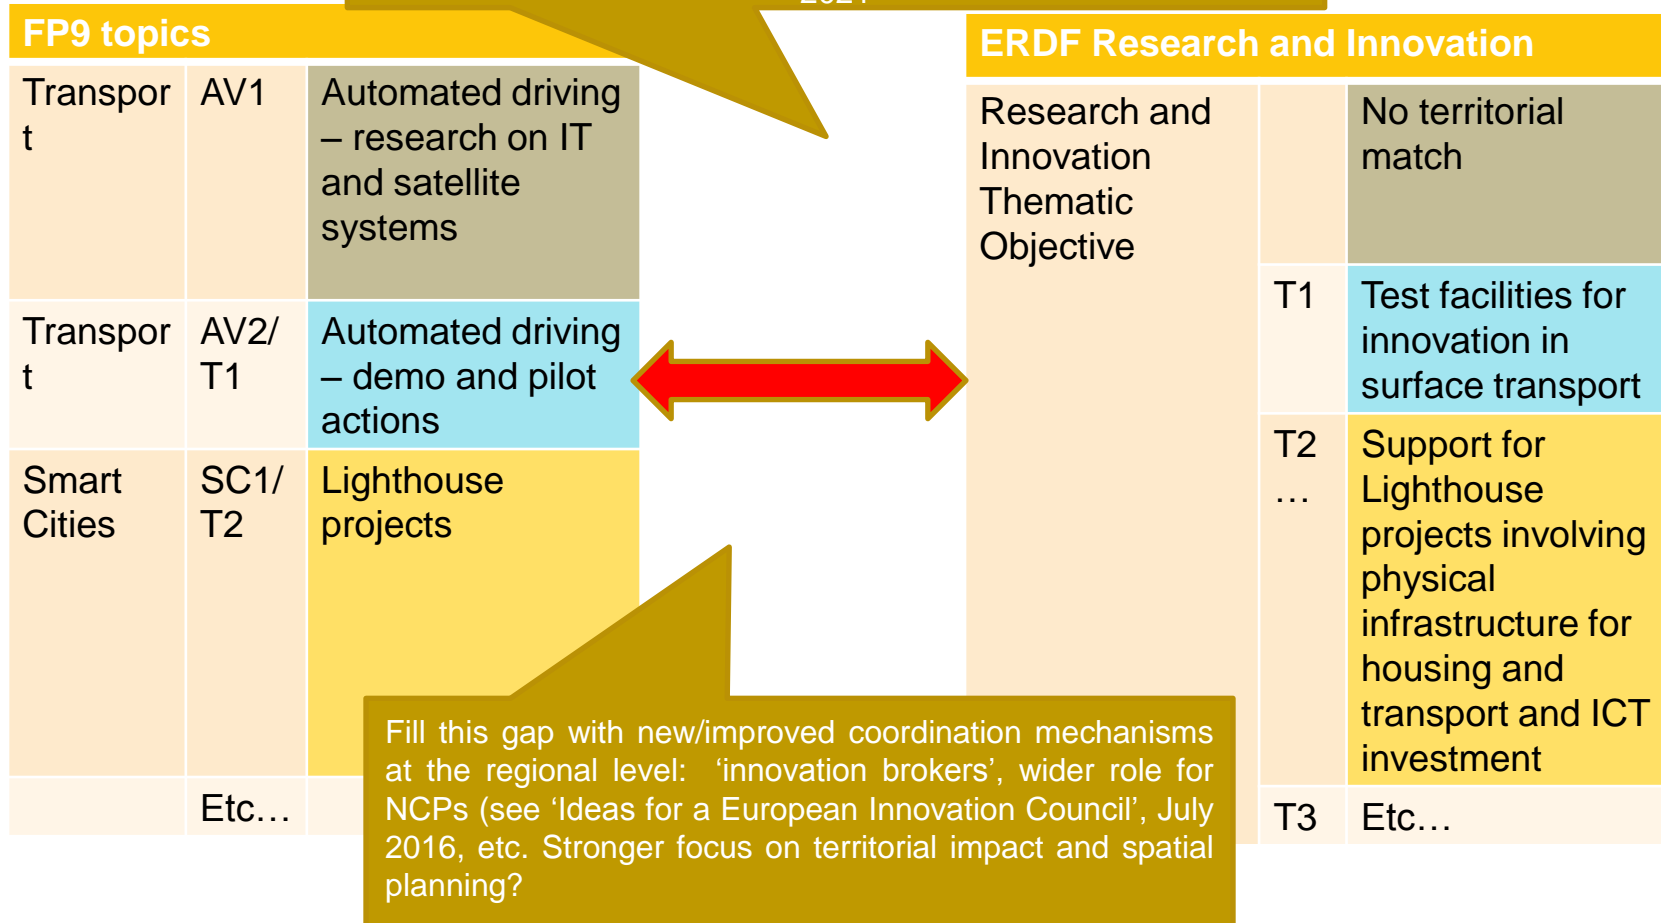 FP9 topics
Transpor
t
AV1
Automated driving
– research on IT
and satellite
systems
Transpor
t
AV2/
T1
Automated driving
– demo and pilot
actions
Smart
Cities
SC1/
T2
Lighthouse
projects
Etc…
ERDF Research and Innovation
Research and
Innovation
Thematic
Objective
No territorial
match
T1
Test facilities for
innovation in
surface transport
T2
…
Support for
Lighthouse
projects involving
physical
infrastructure for
housing and
transport and ICT
investment
T3
Etc…
Fill this gap with new/improved coordination mechanisms
at the regional level: ‘innovation brokers’, wider role for
NCPs (see ‘Ideas for a European Innovation Council’, July
2016, etc. Stronger focus on territorial impact and spatial
planning?